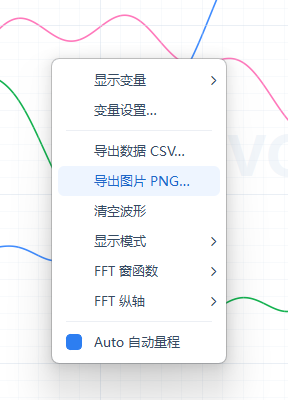 显示变量
变量设置...
导出数据 CSV...
导出图片 PNG...
清空波形
显示模式
FFT 窗函数
FFT 纵轴
Auto 自动量程